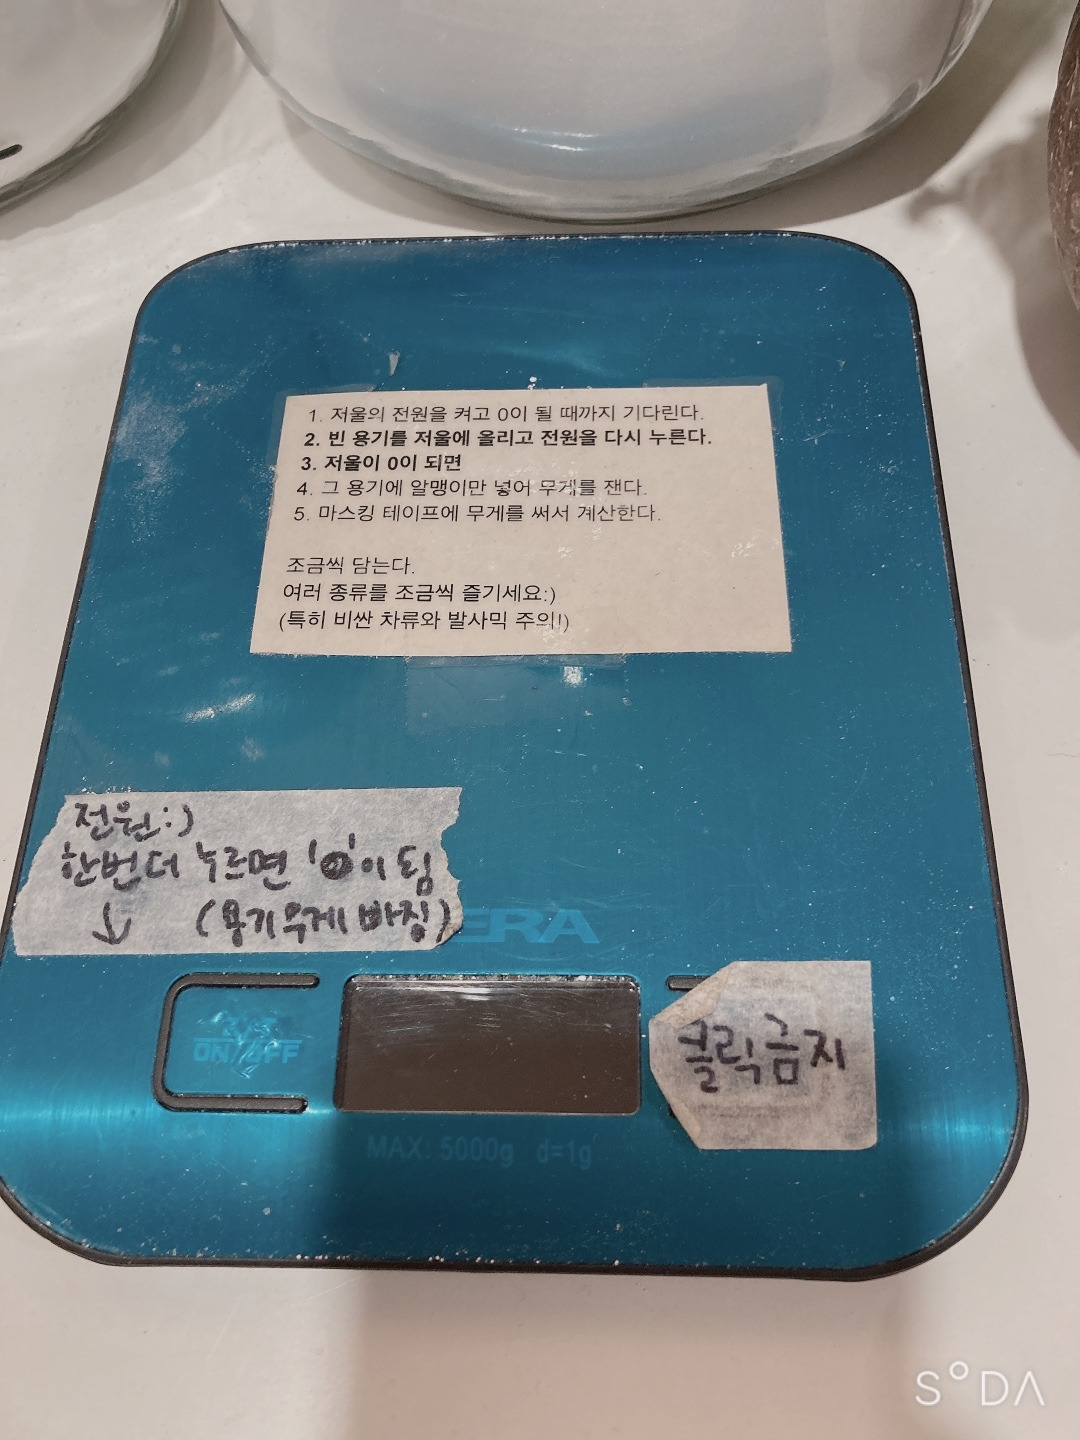 1. 저울의 전원을 켜고 0이 될 때까지 기다린다.
2. 빈 용기를 저울에 올리고 전원을 다시 누른다.
3. 저울이 0이 되면
4. 그 용기에 알맹이만 넣어 무게를 잰다.
5. 마스킹 테이프에 무게를 써서 계산한다.
조금씩 담는다.
여러 종류를 조금씩 즐기세요:)
(특히 비싼 차류와 발사믹 주의!)
전원:)
한번더 누르면 '0'이 됨
↓ (용기무게 빠짐)
ERA
ON/OFF
클릭금지
MAX: 5000g d=1g
SODA